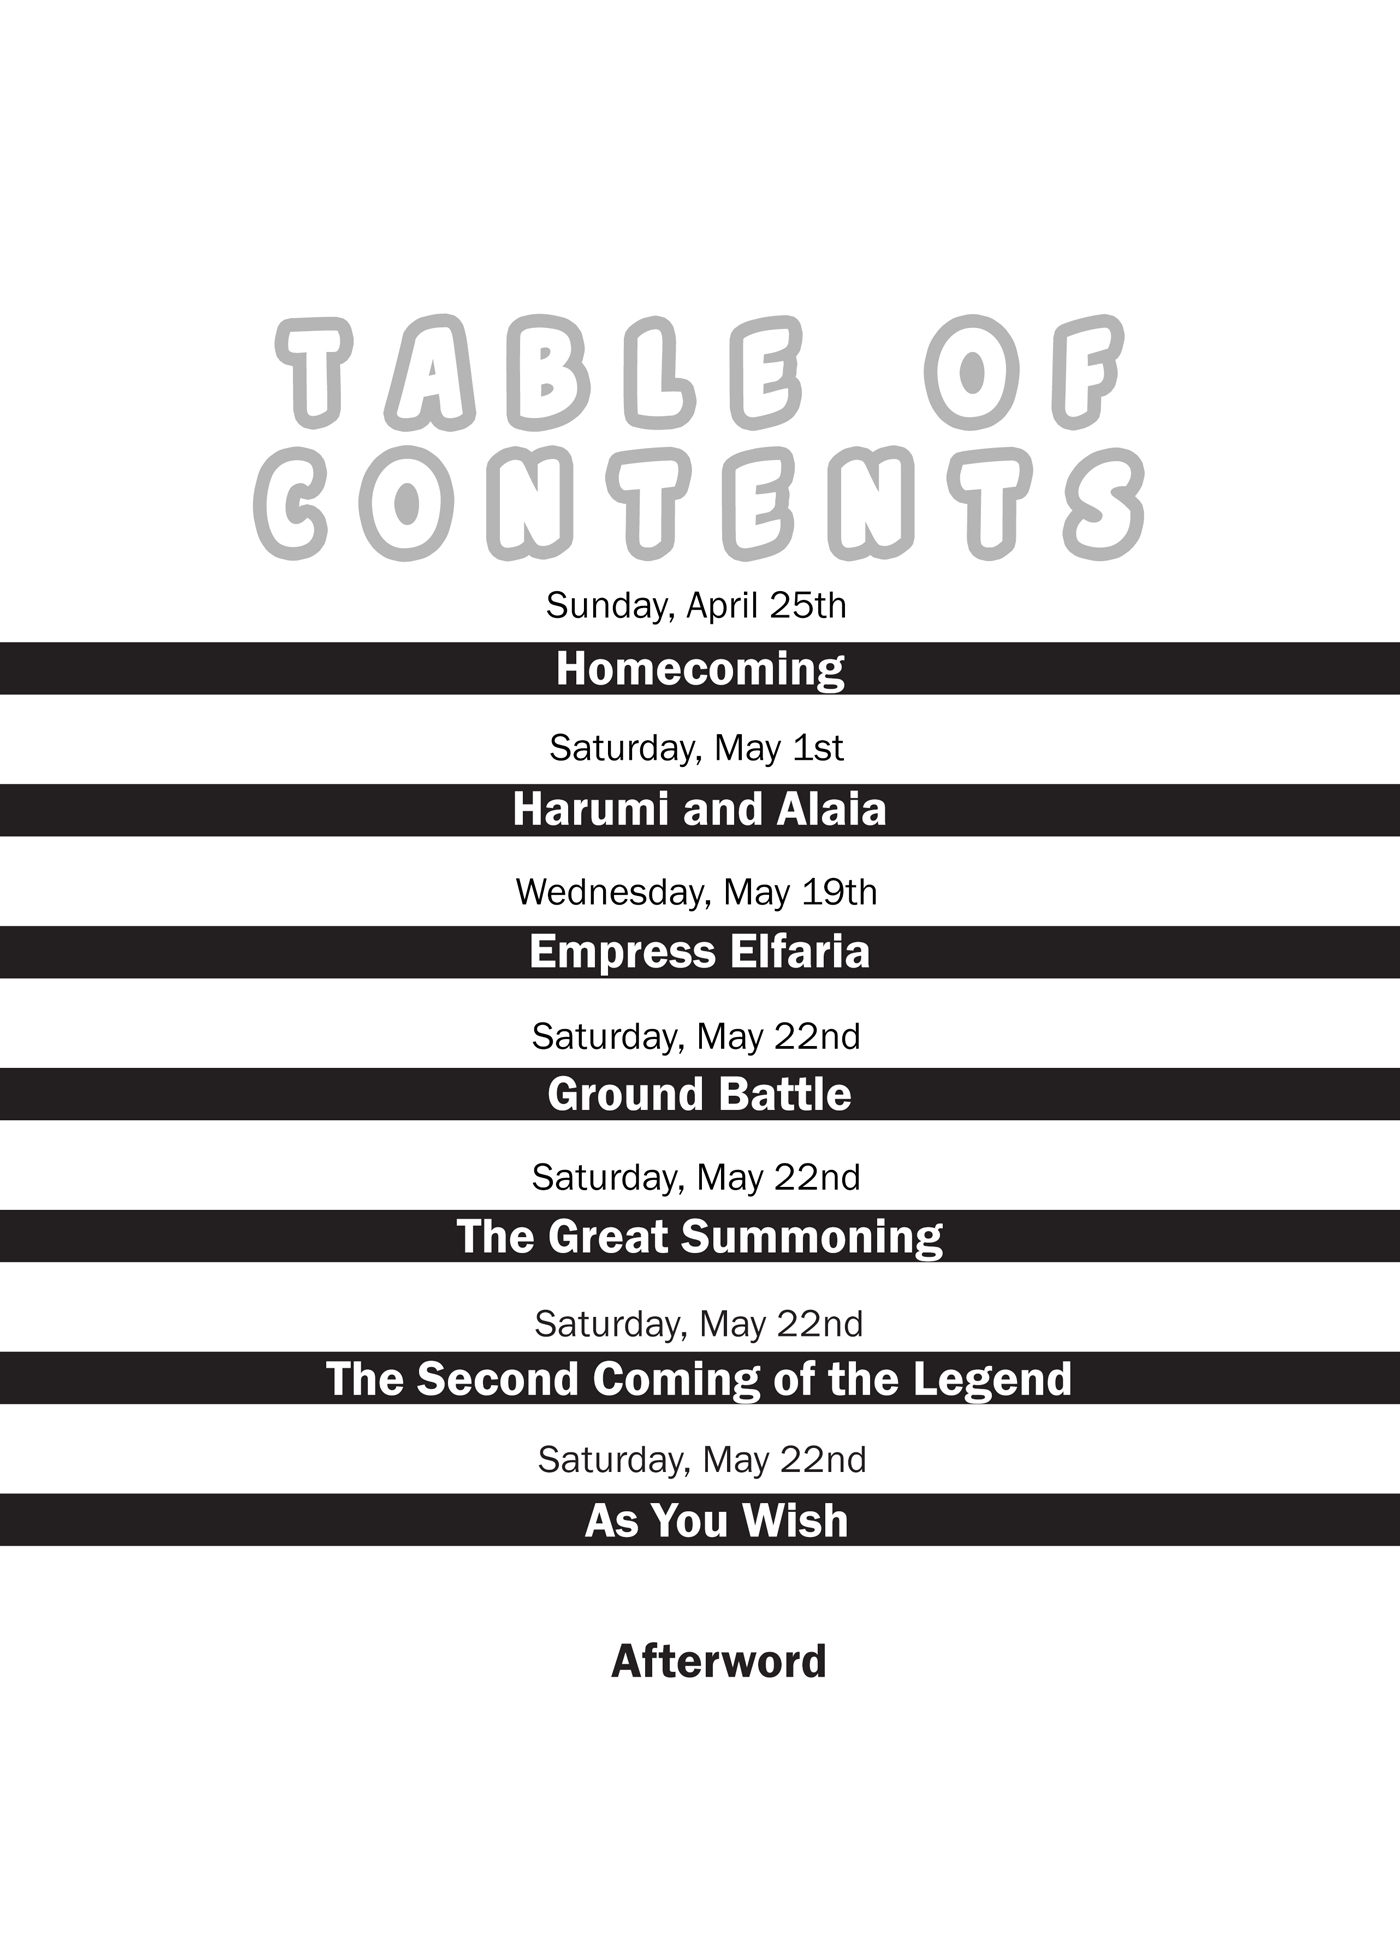 TABLE OF
CONTENTS
Sunday, April 25th
Homecoming
Saturday, May 1st
Harumi and Alaia
Wednesday, May 19th
Empress Elfaria
Saturday, May 22nd
Ground Battle
Saturday, May 22nd
The Great Summoning
Saturday, May 22nd
The Second Coming of the Legend
Saturday, May 22nd
As You Wish
Afterword